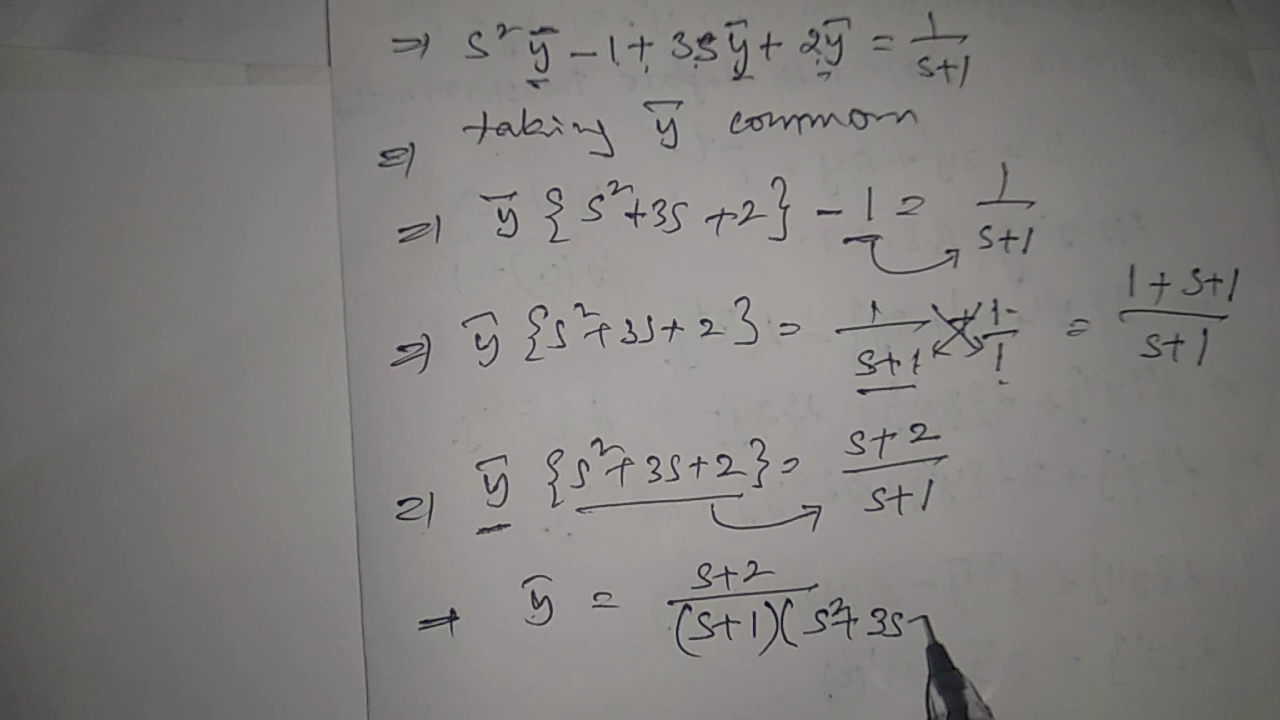 ⇒ s²ȳ - 1 + 3sȳ + 2ȳ = 1/(s+1)
taking ȳ common
⇒
⇒ ȳ {s²+3s+2} - 1 = 1/(s+1)
⇒ ȳ {s²+3s+2} = 1/(s+1) + 1/1 = (1+s+1)/(s+1)
⇒ ȳ {s²+3s+2} = (s+2)/(s+1)
⇒ ȳ = (s+2)/((s+1)(s²+3s